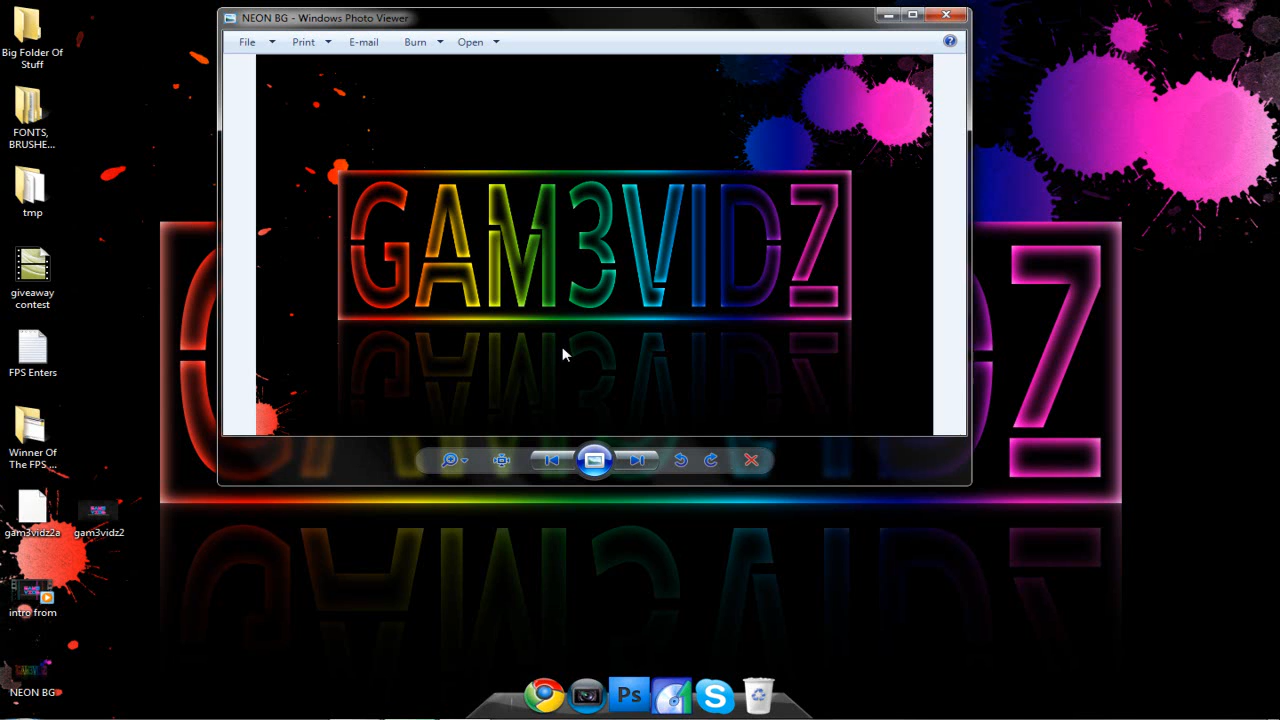 NEON BG - Windows Photo Viewer
File Print E-mail Burn Open
GAM3VIDZ
Big Folder Of
Stuff
FONTS,
BRUSHE...
tmp
giveaway
contest
FPS Enters
Winner Of
The FPS ...
gam3vidz2a gam3vidz2
intro from
NEON BG
Z
Ps
S